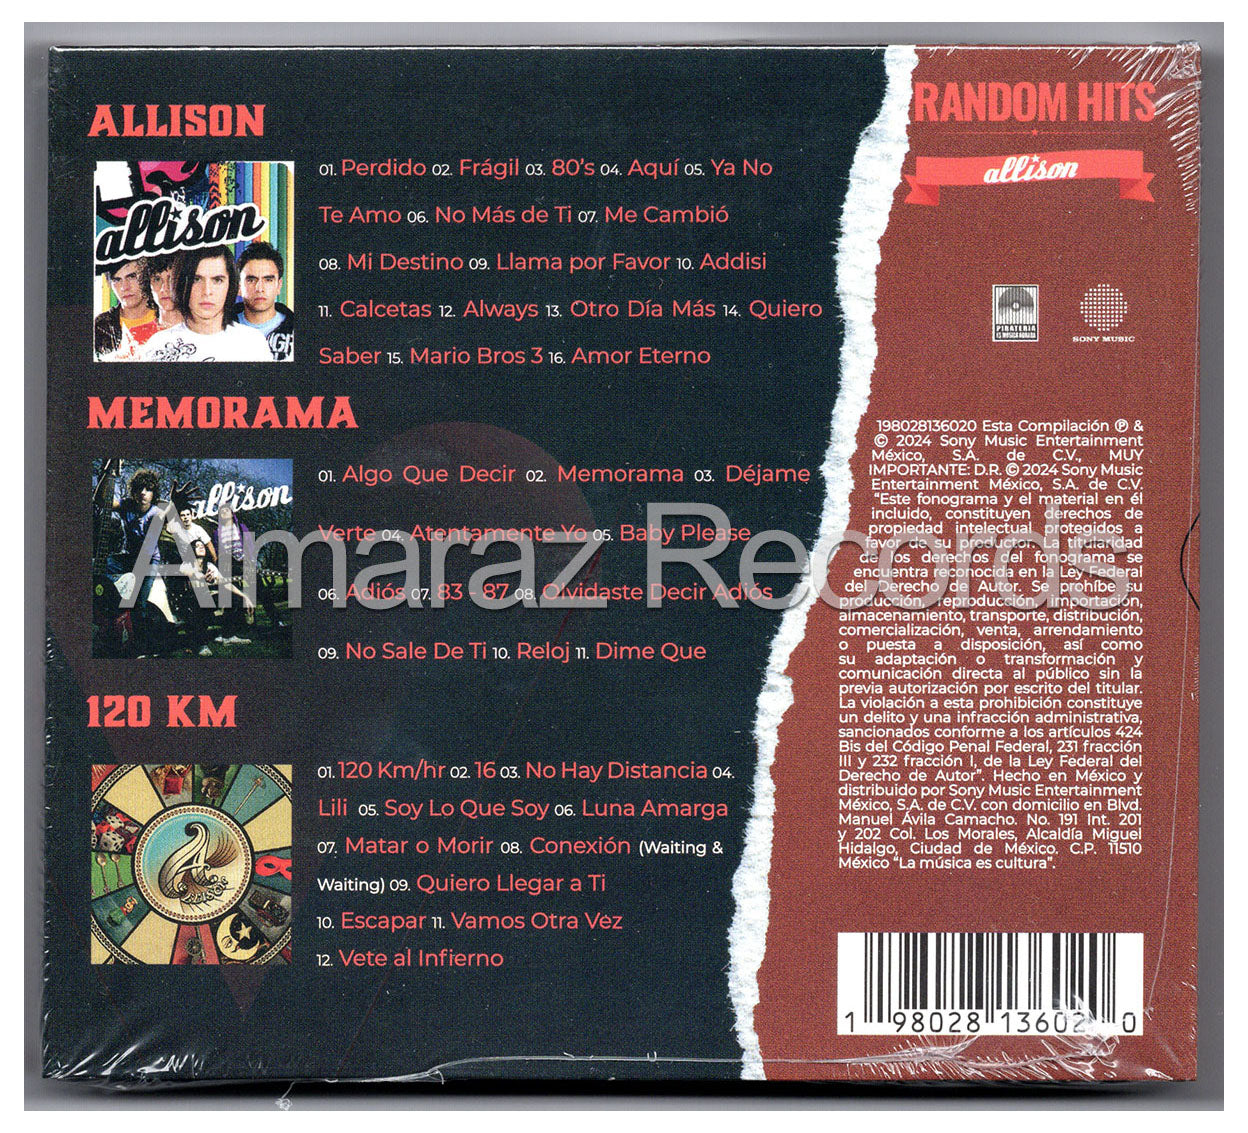 ALLISON
allison
01. Perdido 02. Frágil 03. 80's 04. Aquí 05. Ya No
Te Amo 06. No Más de Ti 07. Me Cambió
08. Mi Destino 09. Llama por Favor 10. Addisi
11. Calcetas 12. Always 13. Otro Día Más 14. Quiero
Saber 15. Mario Bros 3 16. Amor Eterno
MEMORAMA
allison
01. Algo Que Decir 02. Memorama 03. Déjame
Verte 04. Atentamente Yo 05. Baby Please
06. Adiós 07. 83 - 87 08. Olvidaste Decir Adiós
09. No Sale De Ti 10. Reloj 11. Dime Que
120 KM
A
ALLISON
01. 120 Km/hr 02. 16 03. No Hay Distancia 04.
Lili 05. Soy Lo Que Soy 06. Luna Amarga
07. Matar o Morir 08. Conexión (Waiting &
Waiting) 09. Quiero Llegar a Ti
10. Escapar 11. Vamos Otra Vez
12. Vete al Infierno
RANDOM HITS
allison
PIRATERÍA
ES MÚSICA ROBADA
SONY MUSIC
198028136020 Esta Compilación ℗ &
© 2024 Sony Music Entertainment
México, S.A. de C.V., MUY
IMPORTANTE: D.R. © 2024 Sony Music
Entertainment México, S.A. de C.V.
"Este fonograma y el material en él
incluido, constituyen derechos de
propiedad intelectual protegidos a
favor de su productor. La titularidad
de los derechos del fonograma se
encuentra reconocida en la Ley Federal
del Derecho de Autor. Se prohíbe su
producción, reproducción, importación,
almacenamiento, transporte, distribución,
comercialización, venta, arrendamiento
o puesta a disposición, así como
su adaptación o transformación y
comunicación directa al público sin la
previa autorización por escrito del titular.
La violación a esta prohibición constituye
un delito y una infracción administrativa,
sancionados conforme a los artículos 424
Bis del Código Penal Federal, 231 fracción
III y 232 fracción I, de la Ley Federal del
Derecho de Autor". Hecho en México y
distribuido por Sony Music Entertainment
México, S.A. de C.V. con domicilio en Blvd.
Manuel Ávila Camacho. No. 191 Int. 201
y 202 Col. Los Morales, Alcaldía Miguel
Hidalgo, Ciudad de México. C.P. 11510
México "La música es cultura".
1 98028 13602 0
Almaraz Records